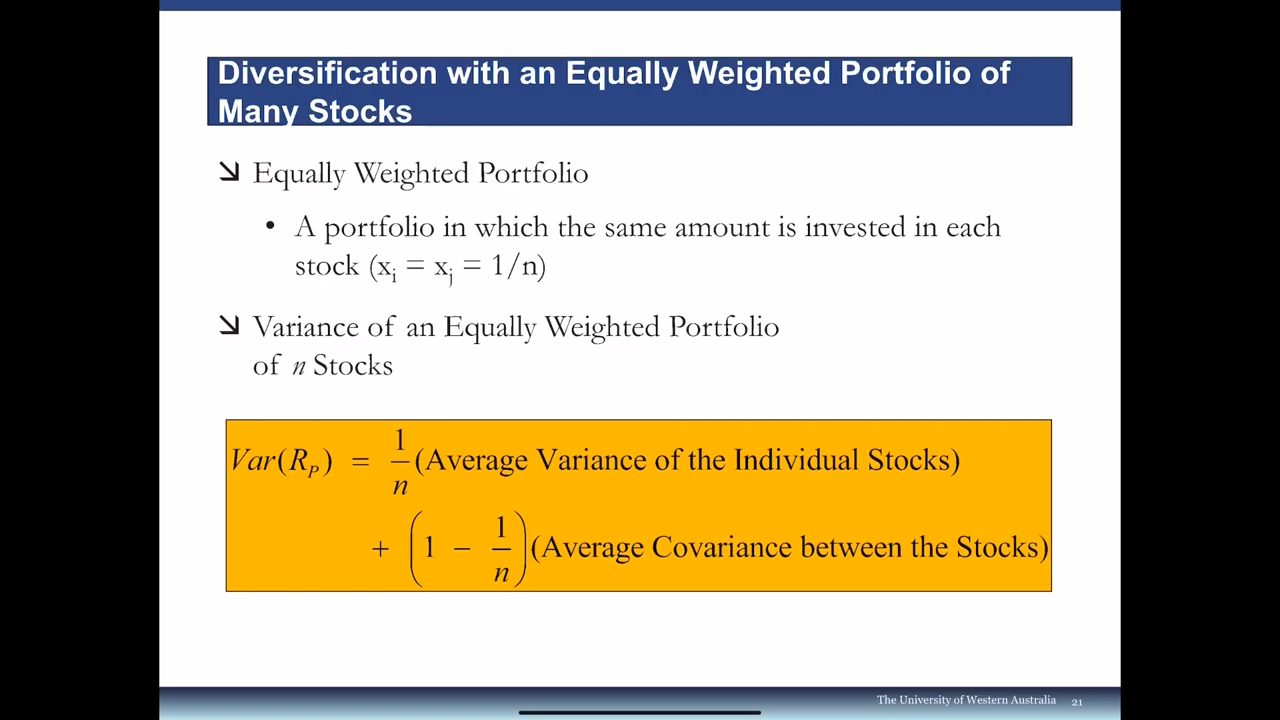 Diversification with an Equally Weighted Portfolio of
Many Stocks
Equally Weighted Portfolio
• A portfolio in which the same amount is invested in each
stock (xᵢ = xⱼ = 1/n)
Variance of an Equally Weighted Portfolio
of n Stocks
Var(R_P) = 1/n (Average Variance of the Individual Stocks)
+ (1 − 1/n) (Average Covariance between the Stocks)
The University of Western Australia 21